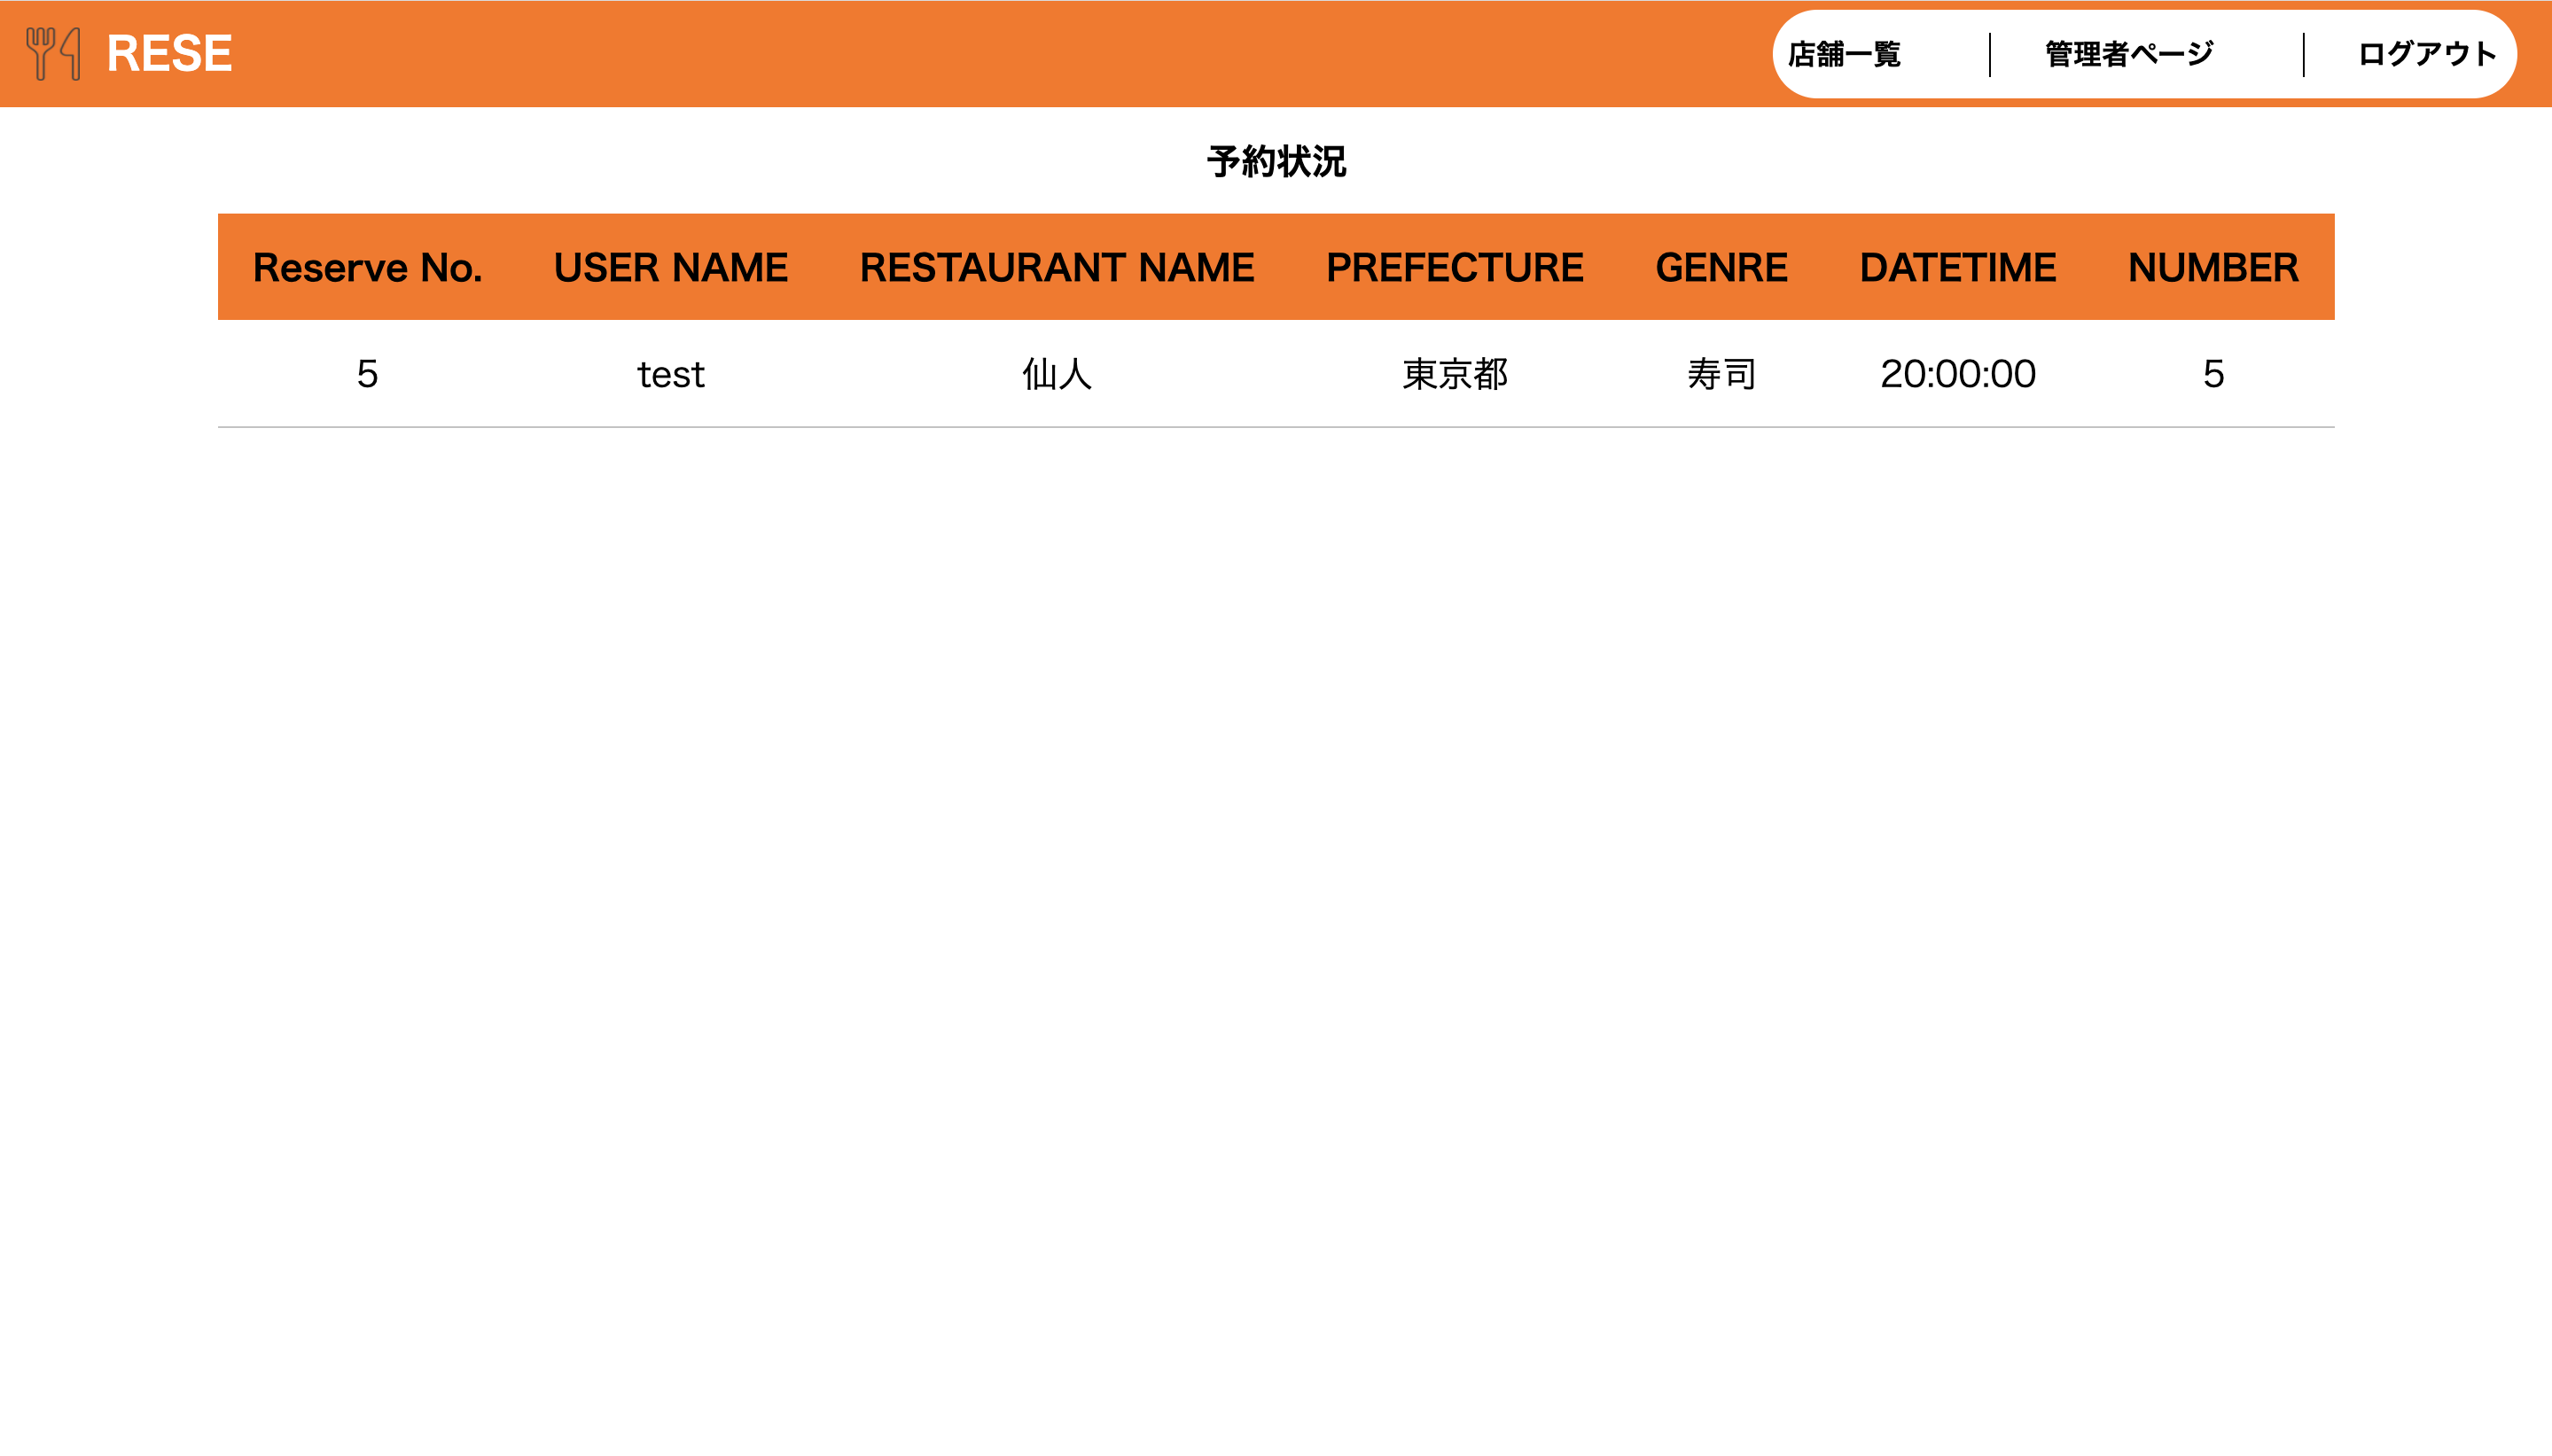 RESE 店舗一覧 管理者ページ ログアウト
予約状況
Reserve No. USER NAME RESTAURANT NAME PREFECTURE GENRE DATETIME NUMBER
5 test 仙人 東京都 寿司 20:00:00 5